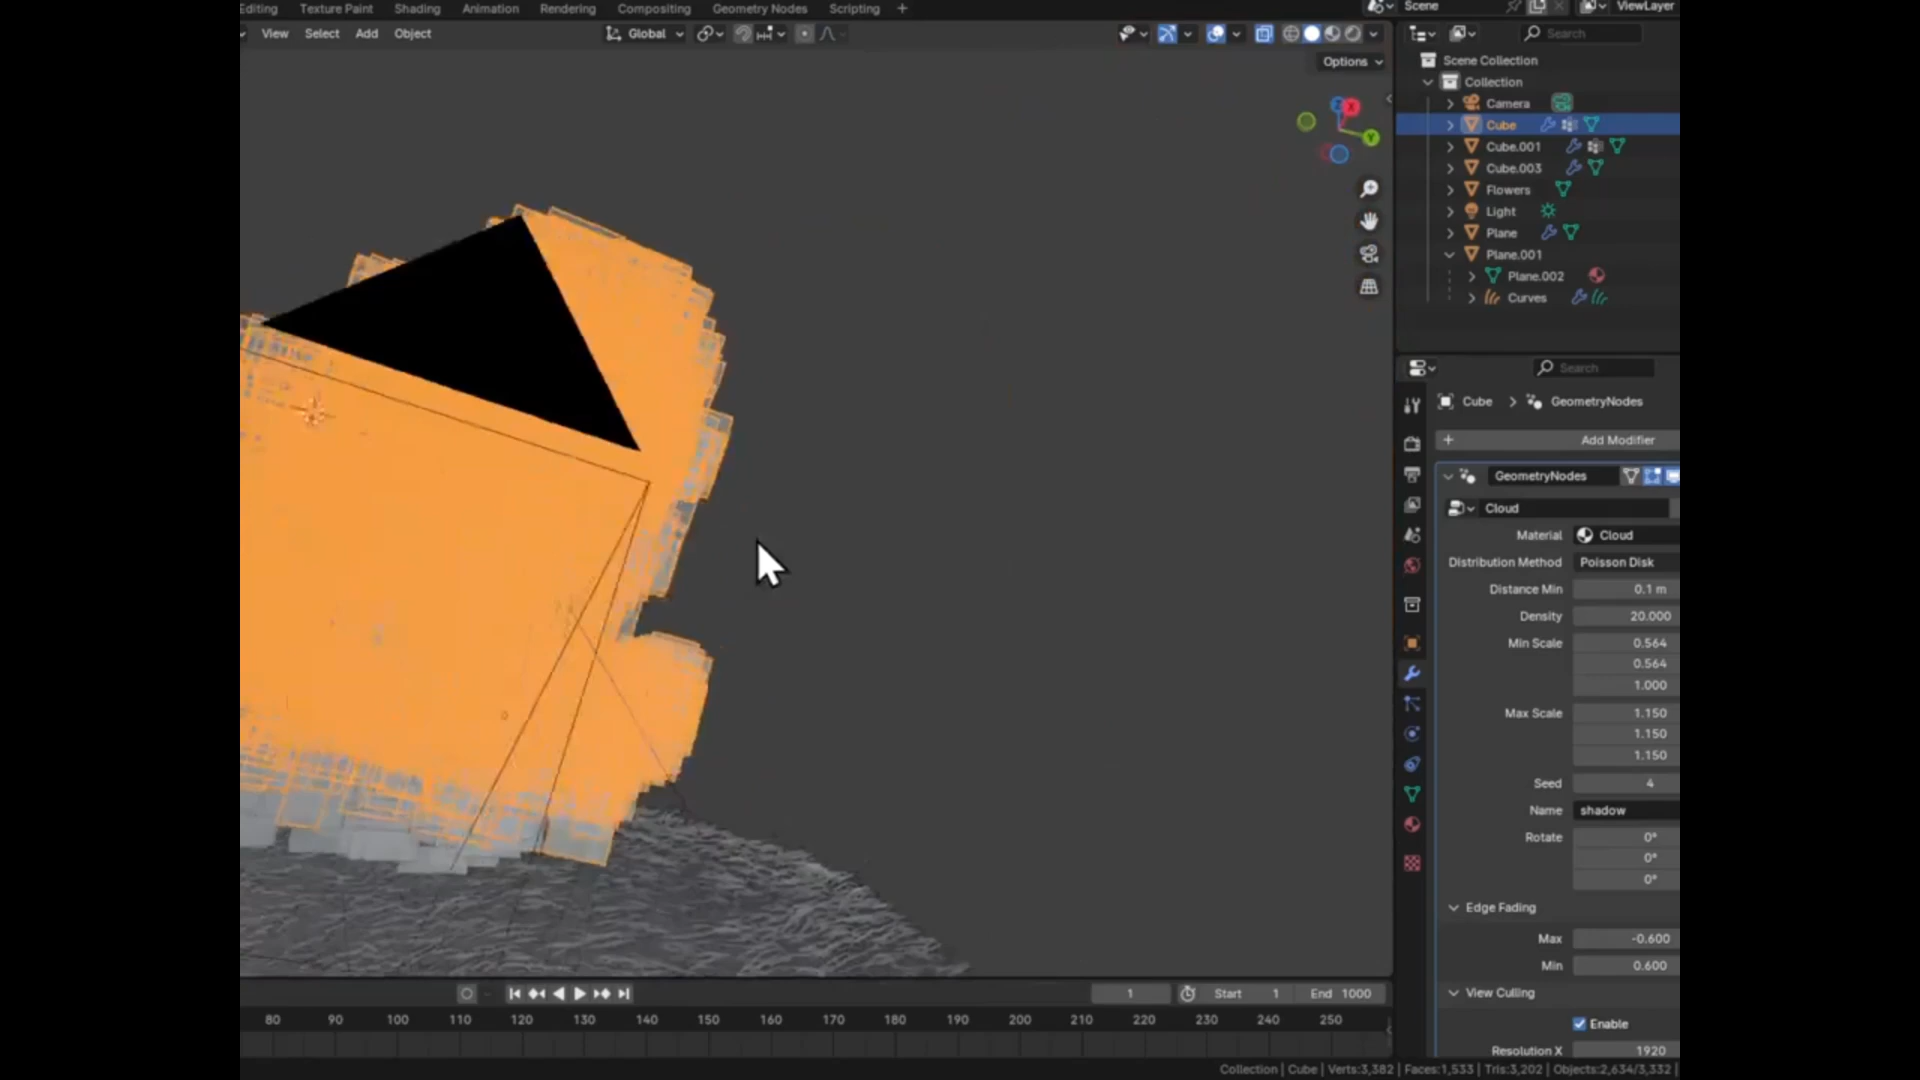 Editing Texture Paint Shading Animation Rendering Compositing Geometry Nodes Scripting +
Scene ViewLayer
View Select Add Object Global
Search
Options
Scene Collection
Collection
Camera
Cube
Cube.001
Cube.003
Flowers
Light
Plane
Plane.001
Plane.002
Curves
X
Y
Z
Search
Cube > GeometryNodes
+ Add Modifier
GeometryNodes
Cloud
Material Cloud
Distribution Method Poisson Disk
Distance Min 0.1 m
Density 20.000
Min Scale 0.564
0.564
1.000
Max Scale 1.150
1.150
1.150
Seed 4
Name shadow
Rotate 0°
0°
0°
Edge Fading
Max -0.600
Min 0.600
View Culling
Enable
Resolution X 1920
1 Start 1 End 1000
80 90 100 110 120 130 140 150 160 170 180 190 200 210 220 230 240 250
Collection | Cube | Verts:3,382 | Faces:1,533 | Tris:3,202 | Objects:2,634/3,332 |